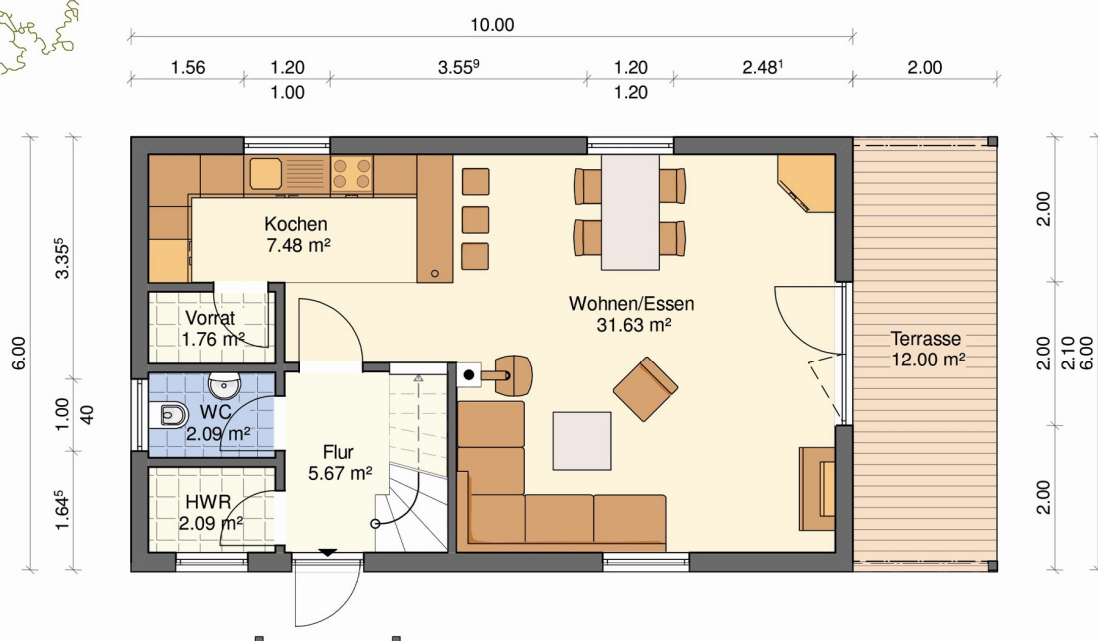 10.00
1.56
1.20
3.55⁹
1.20
2.48¹
2.00
1.00
1.20
Kochen
7.48 m²
Vorrat
1.76 m²
WC
2.09 m²
HWR
2.09 m²
Flur
5.67 m²
Wohnen/Essen
31.63 m²
Terrasse
12.00 m²
6.00
3.35⁵
1.00
40
1.64⁵
2.00
2.00
2.10
2.00
6.00